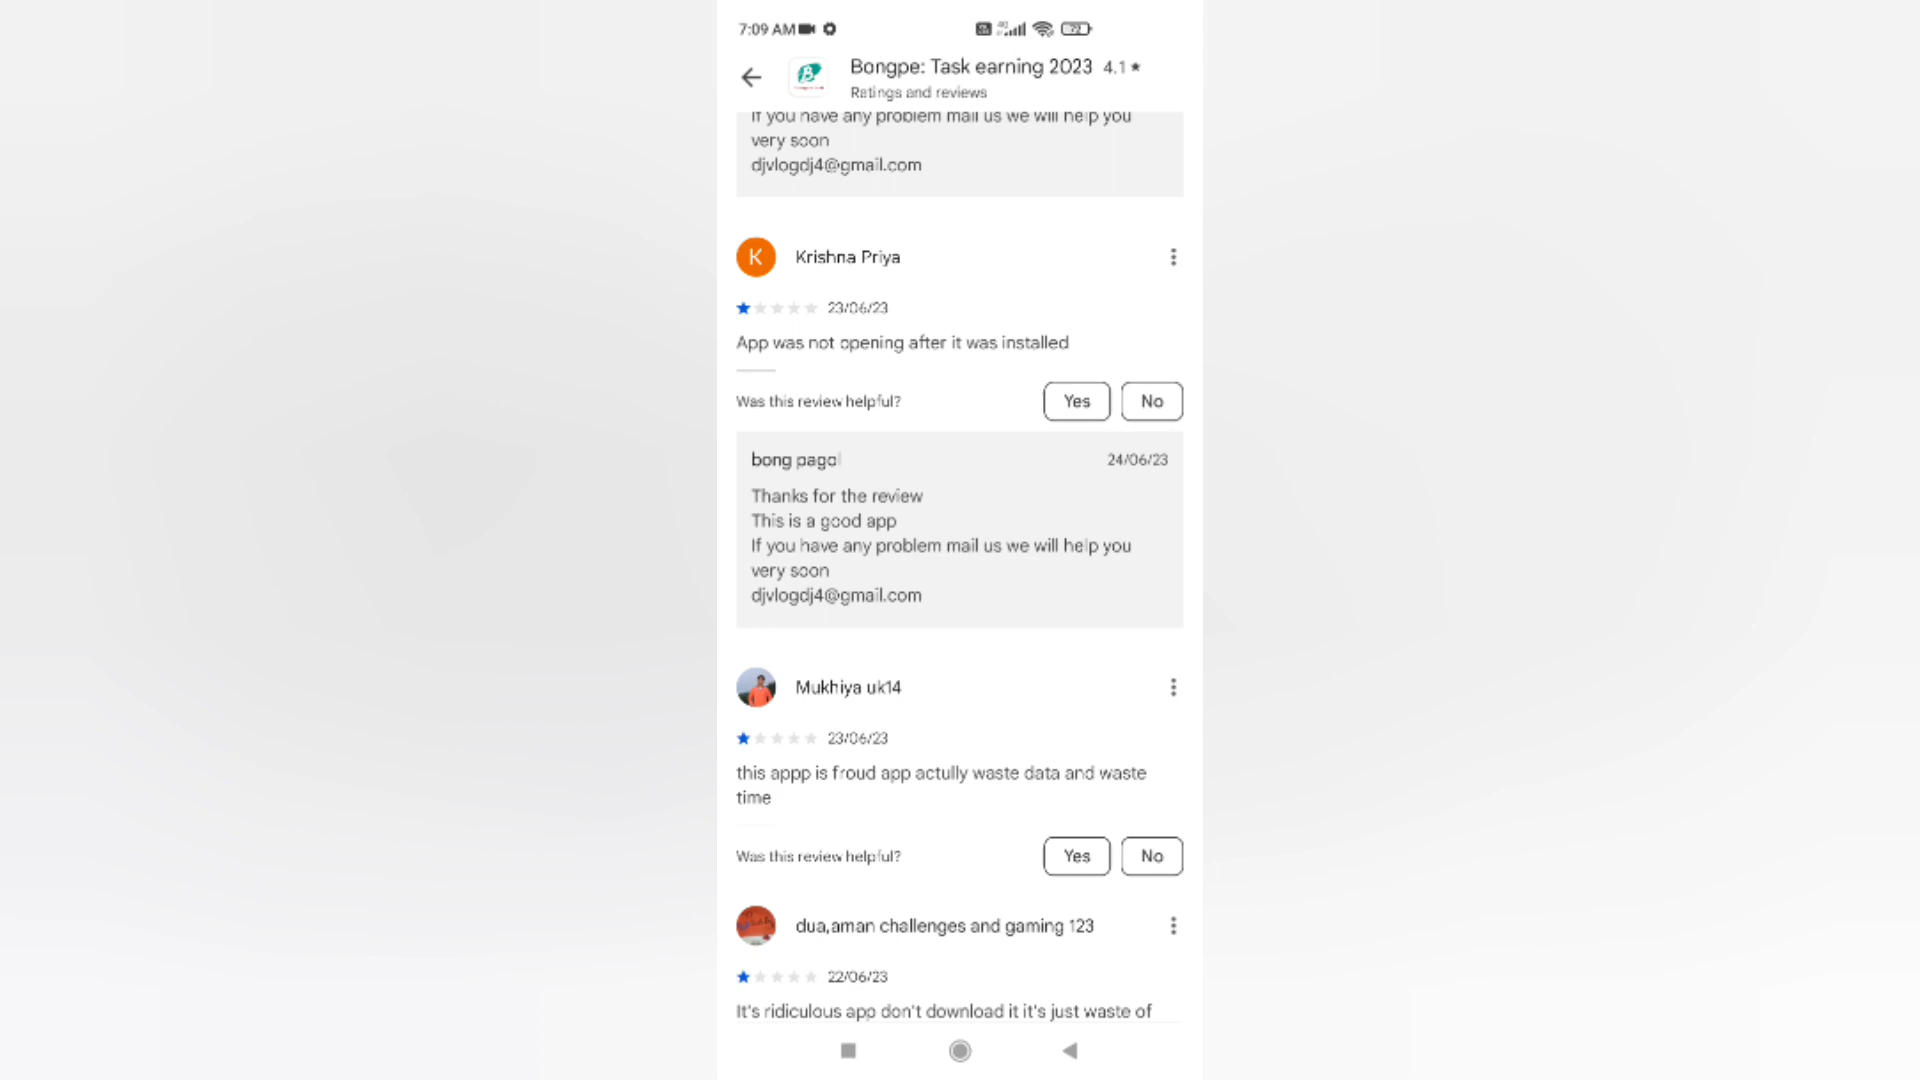 7:09 AM
4G
72
Bongpe: Task earning 2023 4.1★
Ratings and reviews
If you have any problem mail us we will help you
very soon
djvlogdj4@gmail.com
K
Krishna Priya
23/06/23
App was not opening after it was installed
Was this review helpful?
Yes
No
bong pagol
24/06/23
Thanks for the review
This is a good app
If you have any problem mail us we will help you
very soon
djvlogdj4@gmail.com
Mukhiya uk14
23/06/23
this appp is froud app actully waste data and waste
time
Was this review helpful?
Yes
No
dua,aman challenges and gaming 123
22/06/23
It's ridiculous app don't download it it's just waste of